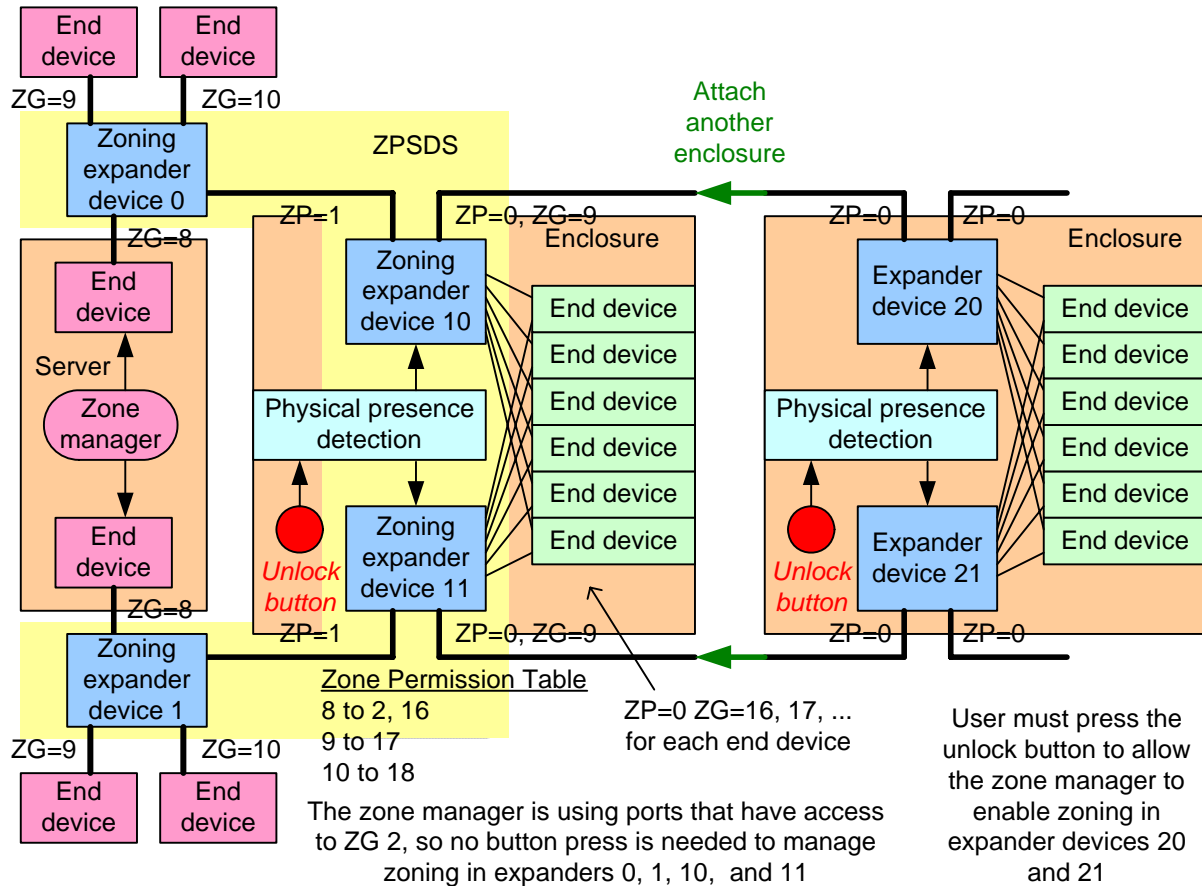 End
device
End
device
ZG=9
ZG=10
Zoning
expander
device 0
ZPSDS
Attach
another
enclosure
ZG=8
ZP=1
ZP=0, ZG=9
Enclosure
ZP=0
ZP=0
Enclosure
End
device
Server
Zone
manager
End
device
ZG=8
Zoning
expander
device 10
End device
End device
End device
End device
End device
End device
Physical presence
detection
Unlock
button
Zoning
expander
device 11
ZP=1
ZP=0, ZG=9
Expander
device 20
End device
End device
End device
End device
End device
End device
Physical presence
detection
Unlock
button
Expander
device 21
ZP=0
ZP=0
Zoning
expander
device 1
ZG=9
ZG=10
End
device
End
device
Zone Permission Table
8 to 2, 16
9 to 17
10 to 18
ZP=0 ZG=16, 17, ...
for each end device
The zone manager is using ports that have access
to ZG 2, so no button press is needed to manage
zoning in expanders 0, 1, 10,  and 11
User must press the
unlock button to allow
the zone manager to
enable zoning in
expander devices 20
and 21